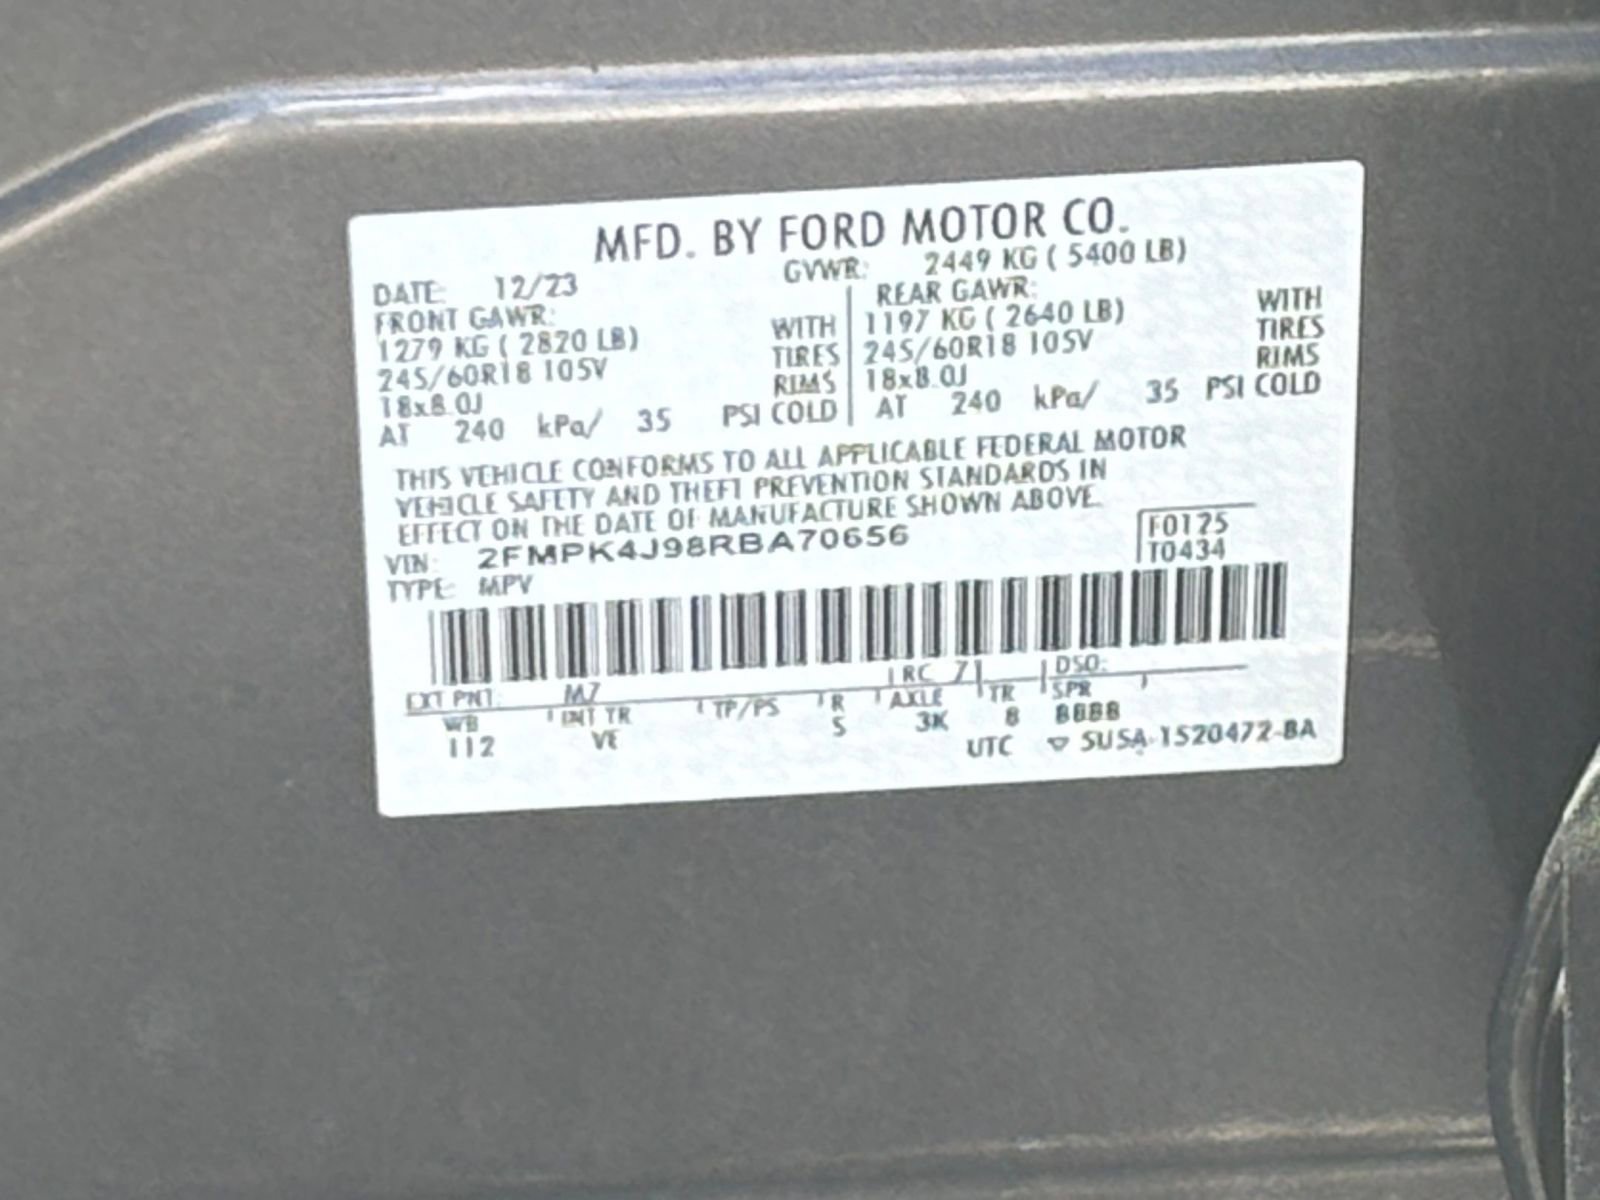 MFD. BY FORD MOTOR CO.
DATE: 12/23 GVWR: 2449 KG ( 5400 LB)
FRONT GAWR: REAR GAWR:
1279 KG ( 2820 LB) WITH 1197 KG ( 2640 LB) WITH
245/60R18 105V TIRES 245/60R18 105V TIRES
18x8.0J RIMS 18x8.0J RIMS
AT 240 kPa/ 35 PSI COLD AT 240 kPa/ 35 PSI COLD
THIS VEHICLE CONFORMS TO ALL APPLICABLE FEDERAL MOTOR
VEHICLE SAFETY AND THEFT PREVENTION STANDARDS IN
EFFECT ON THE DATE OF MANUFACTURE SHOWN ABOVE.
VIN: 2FMPK4J98RBA70656 F0125
TYPE: MPV T0434
EXT PNT: M7 RC 71 DSO:
WB INT TR TP/PS R AXLE TR SPR
112 VE S 3K 8 BBBB
UTC ▽ SU5A-1520472-BA